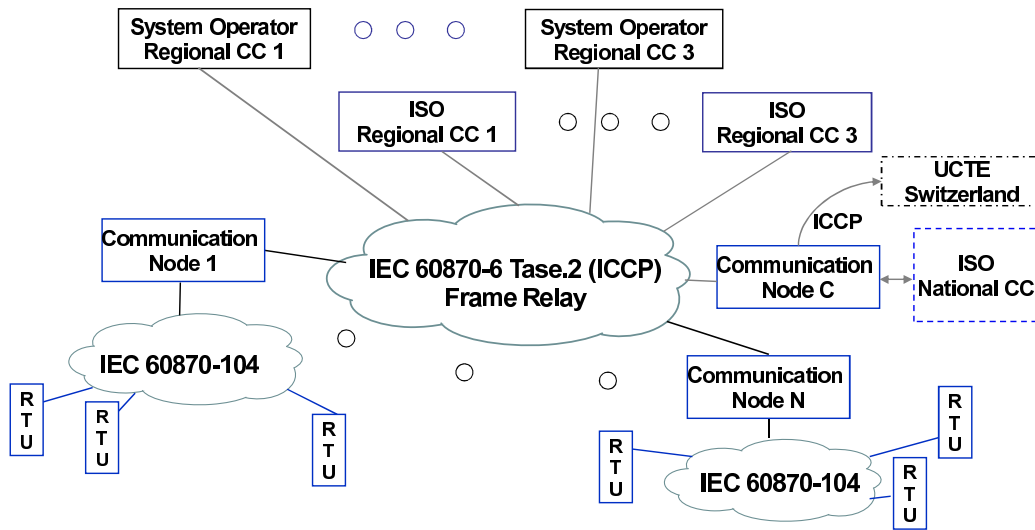 System Operator
Regional CC 1
System Operator
Regional CC 3
ISO
Regional CC 1
ISO
Regional CC 3
UCTE
Switzerland
ICCP
Communication
Node 1
IEC 60870-6 Tase.2 (ICCP)
Frame Relay
Communication
Node C
ISO
National CC
IEC 60870-104
R
T
U
R
T
U
R
T
U
Communication
Node N
IEC 60870-104
R
T
U
R
T
U
R
T
U